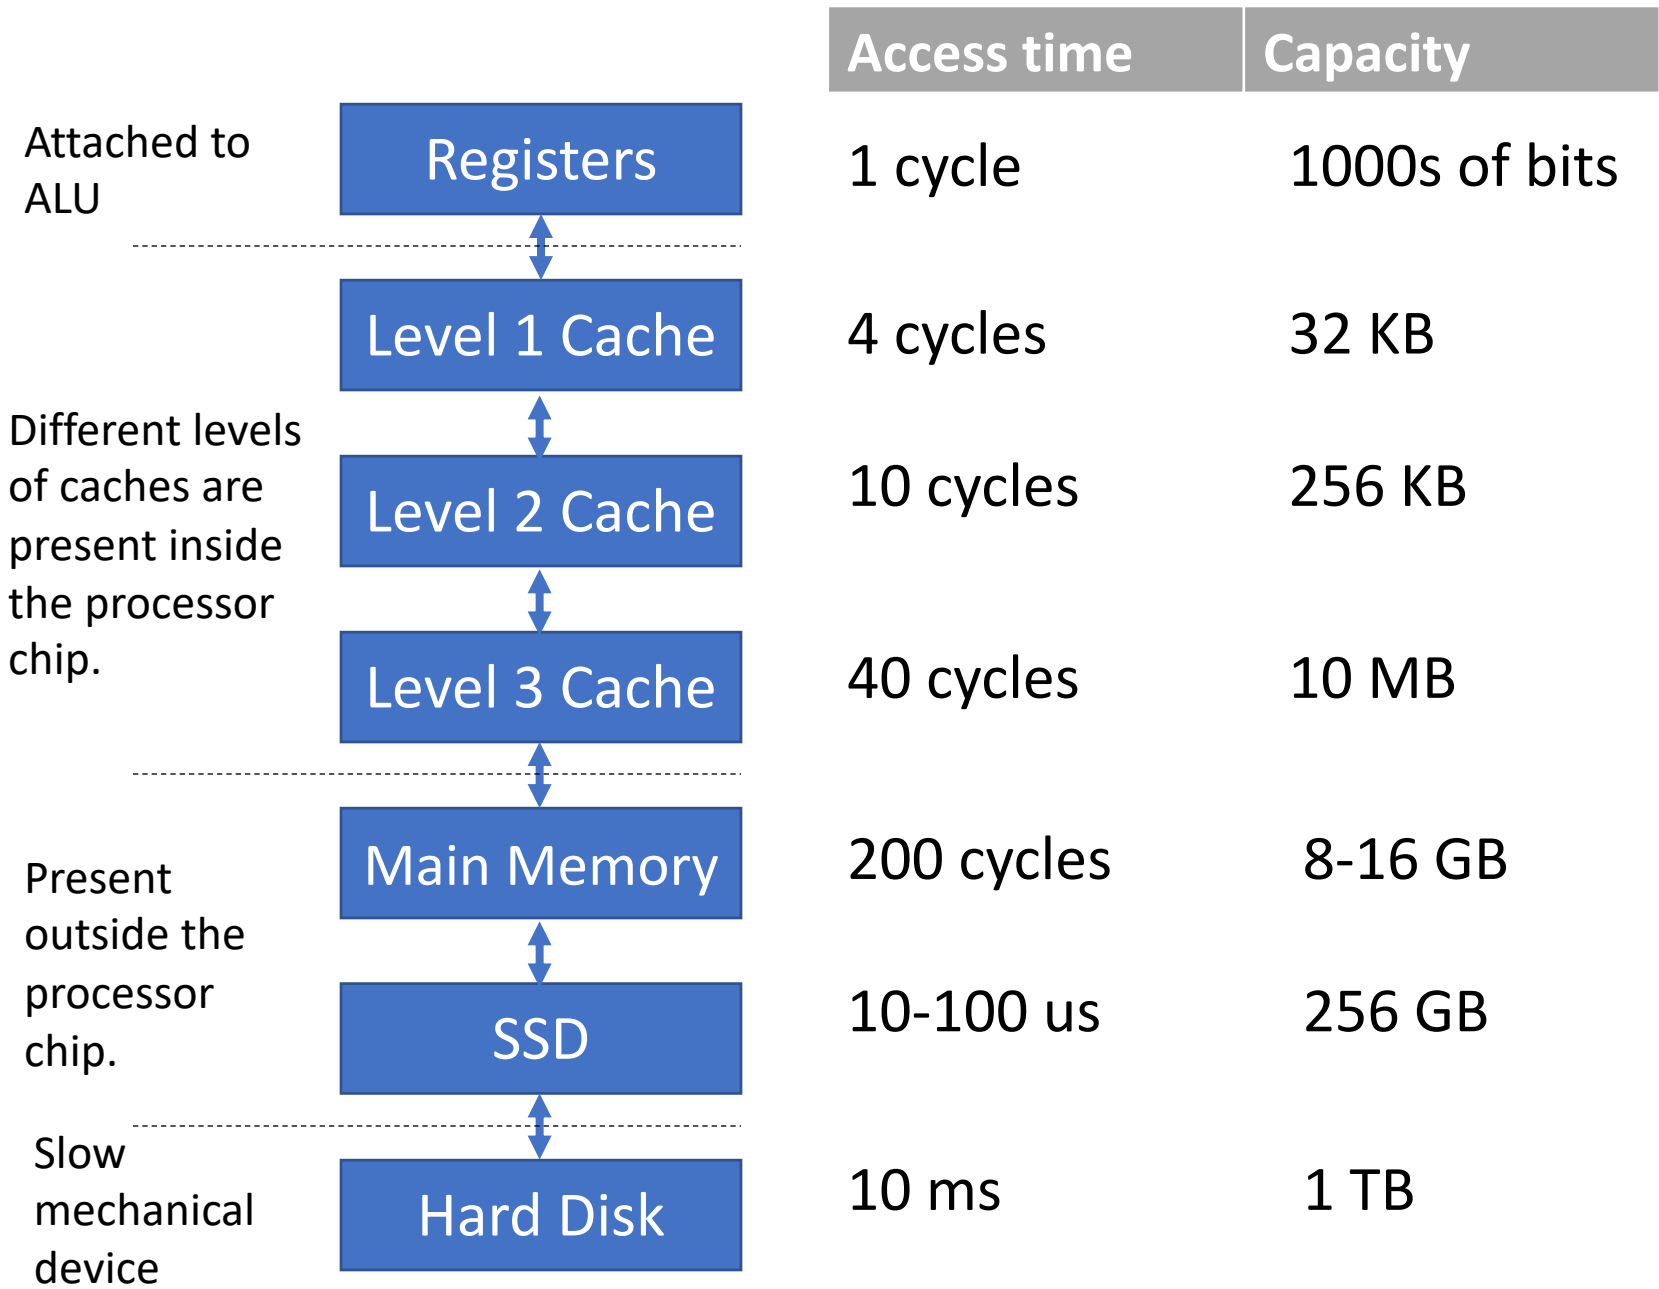 Access time Capacity
Attached to
ALU
Registers
1 cycle
1000s of bits
Level 1 Cache
4 cycles
32 KB
Different levels
of caches are
present inside
the processor
chip.
Level 2 Cache
10 cycles
256 KB
Level 3 Cache
40 cycles
10 MB
Main Memory
200 cycles
8-16 GB
Present
outside the
processor
chip.
SSD
10-100 us
256 GB
Slow
mechanical
device
Hard Disk
10 ms
1 TB